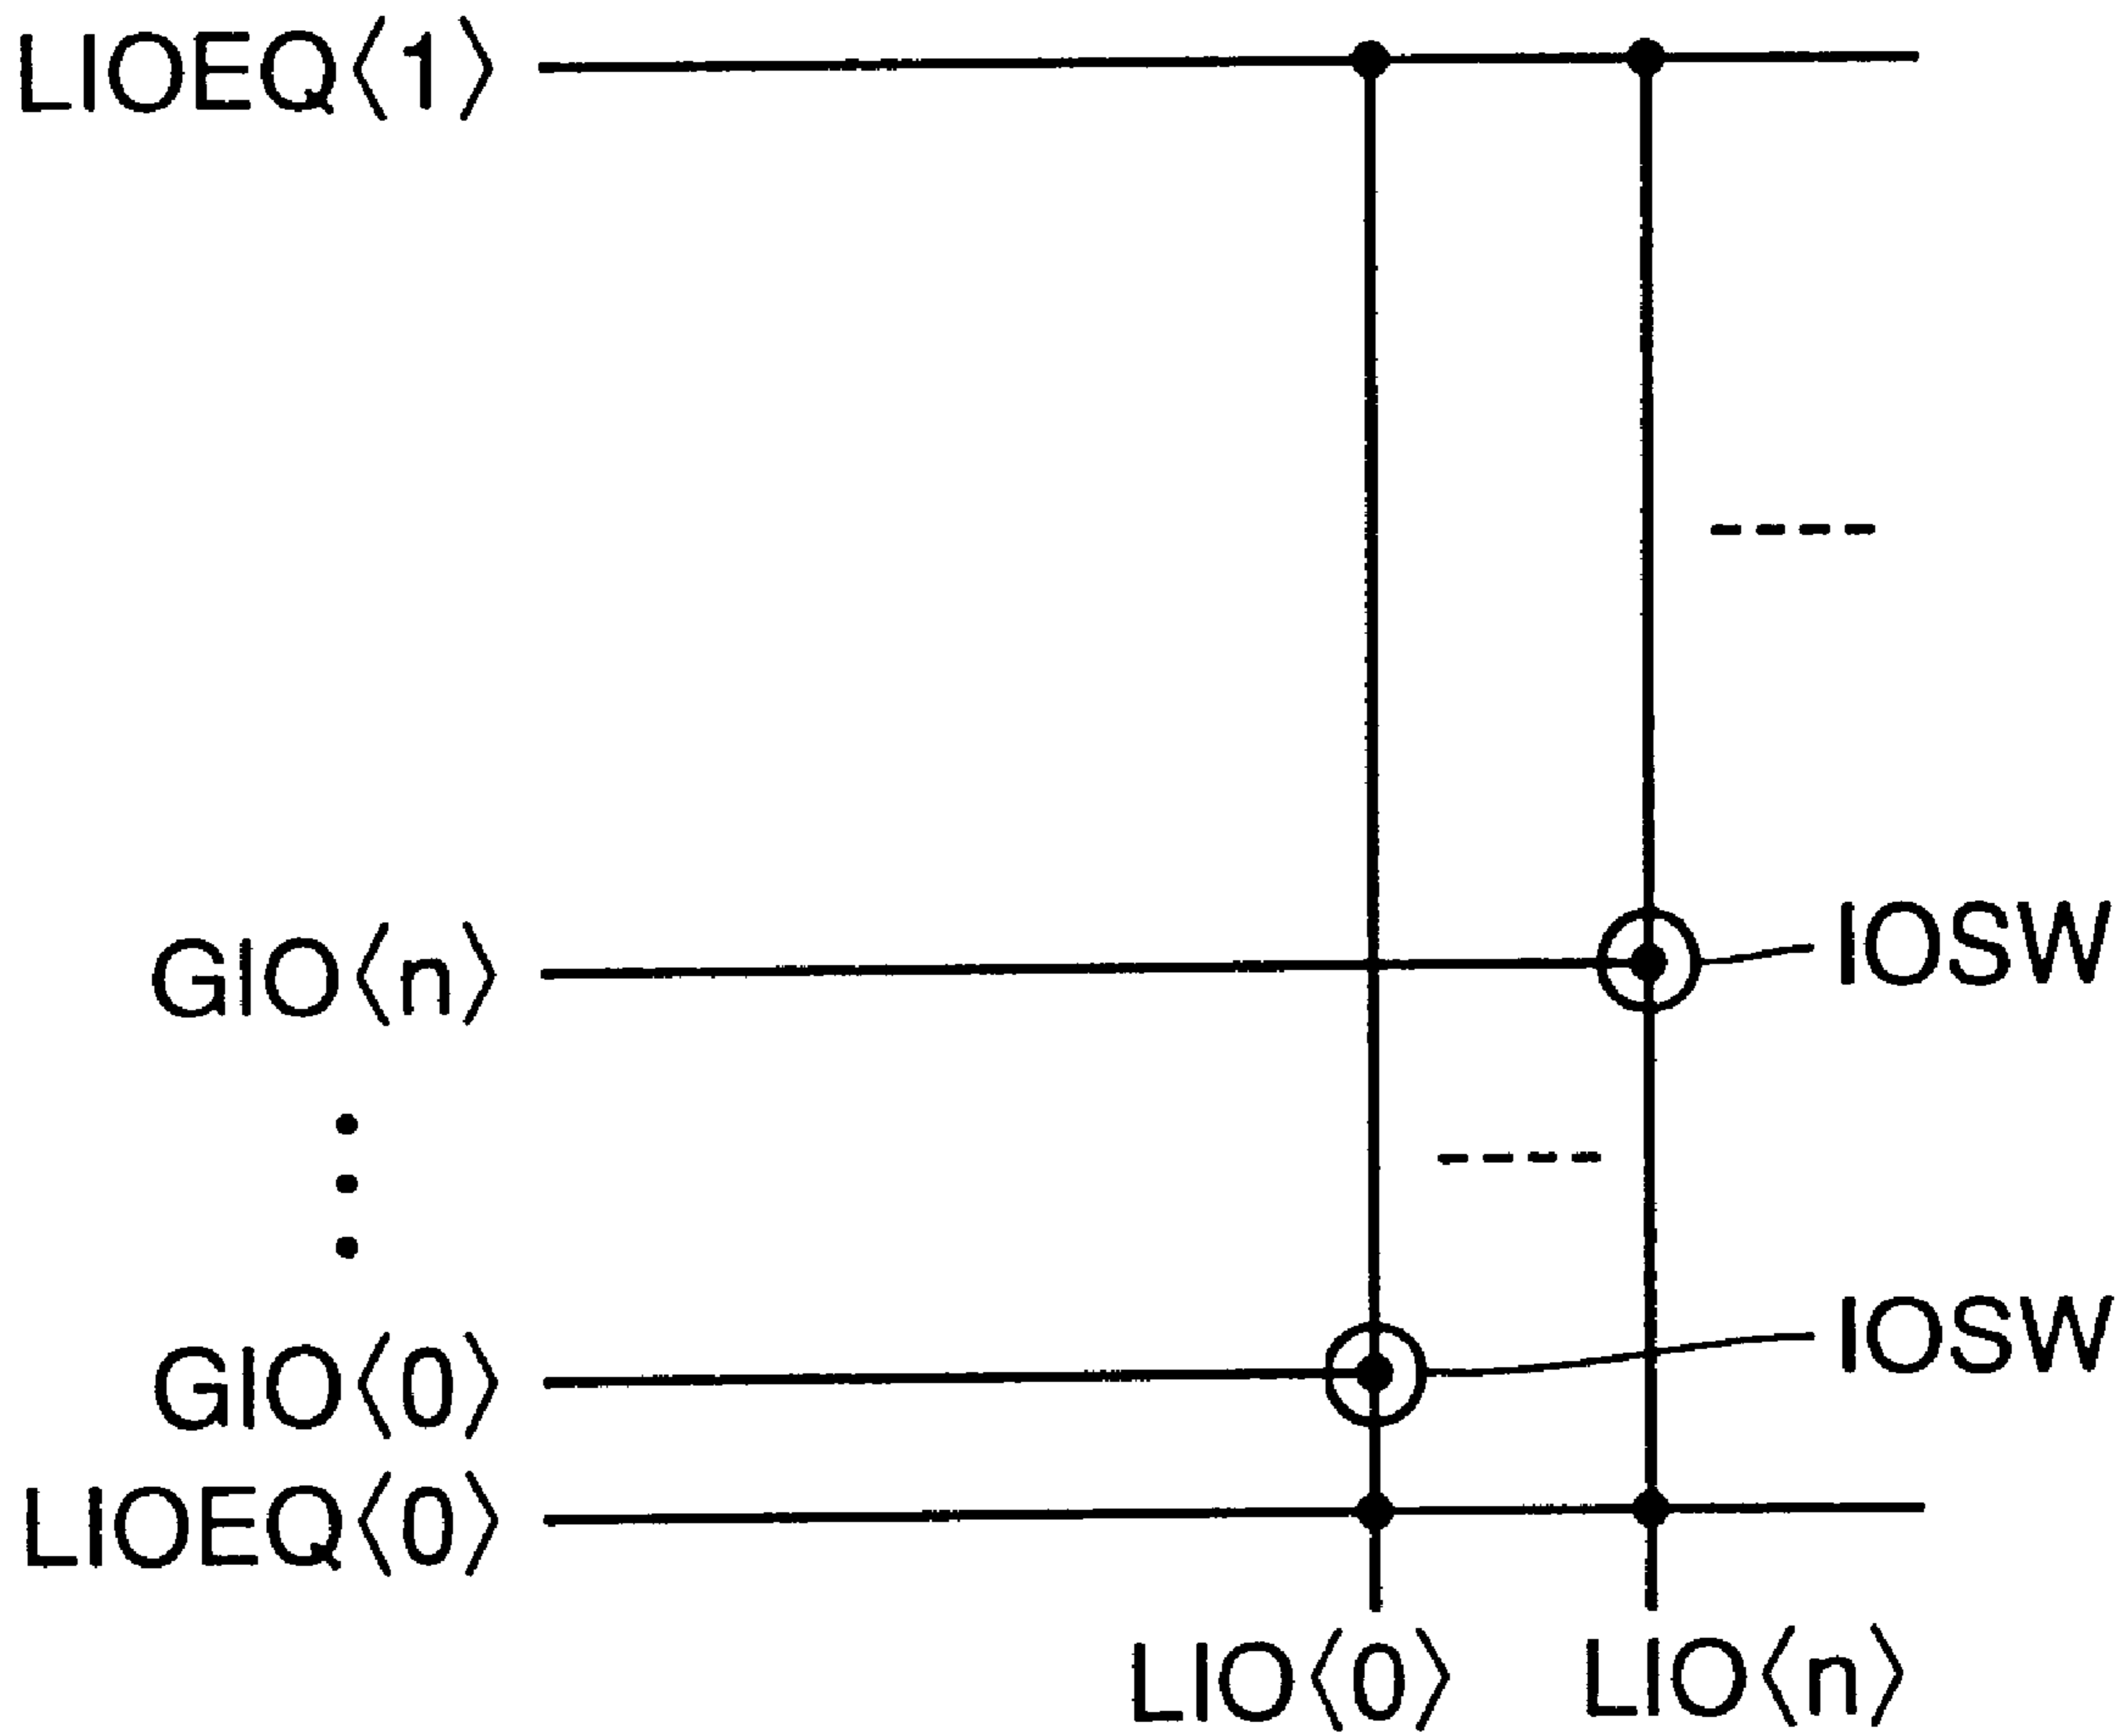 LIOEQ〈1〉
GIO〈n〉 IOSW
GIO〈0〉 IOSW
LIOEQ〈0〉
LIO〈0〉 LIO〈n〉